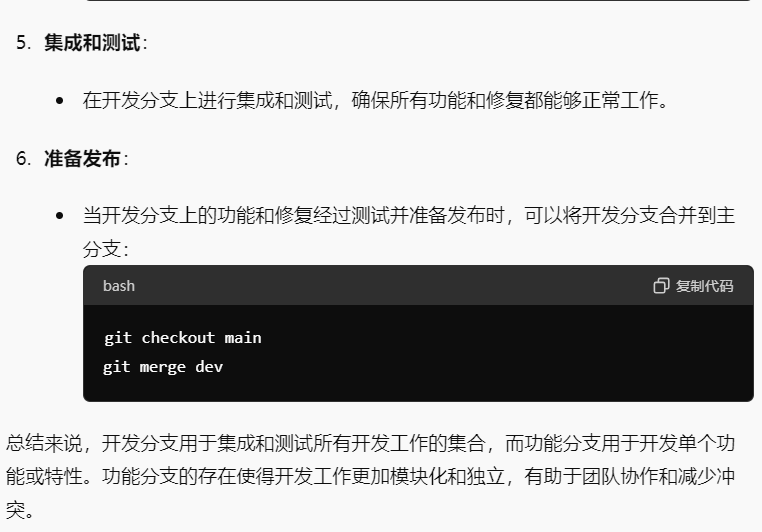 5. 集成和测试：
• 在开发分支上进行集成和测试，确保所有功能和修复都能够正常工作。
6. 准备发布：
• 当开发分支上的功能和修复经过测试并准备发布时，可以将开发分支合并到主
分支：
bash 复制代码
git checkout main
git merge dev
总结来说，开发分支用于集成和测试所有开发工作的集合，而功能分支用于开发单个功
能或特性。功能分支的存在使得开发工作更加模块化和独立，有助于团队协作和减少冲
突。